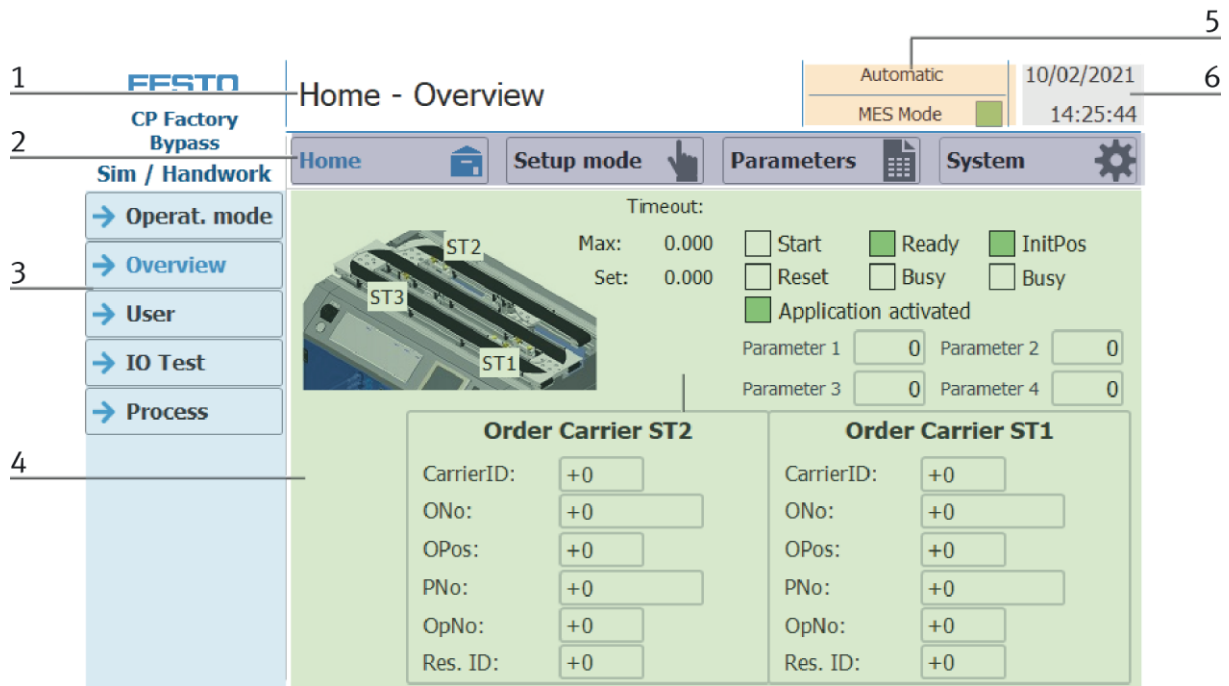 5
1
FESTO
Home - Overview
Automatic
10/02/2021
6
CP Factory
MES Mode
14:25:44
Bypass
2
Sim / Handwork
Home
Setup mode
Parameters
System
3
Operat. mode
Overview
User
IO Test
Process
Timeout:
Max: 0.000
Set: 0.000
ST2
ST3
ST1
Start Ready InitPos
Reset Busy Busy
Application activated
Parameter 1 0 Parameter 2 0
Parameter 3 0 Parameter 4 0
4
Order Carrier ST2
CarrierID: +0
ONo: +0
OPos: +0
PNo: +0
OpNo: +0
Res. ID: +0
Order Carrier ST1
CarrierID: +0
ONo: +0
OPos: +0
PNo: +0
OpNo: +0
Res. ID: +0